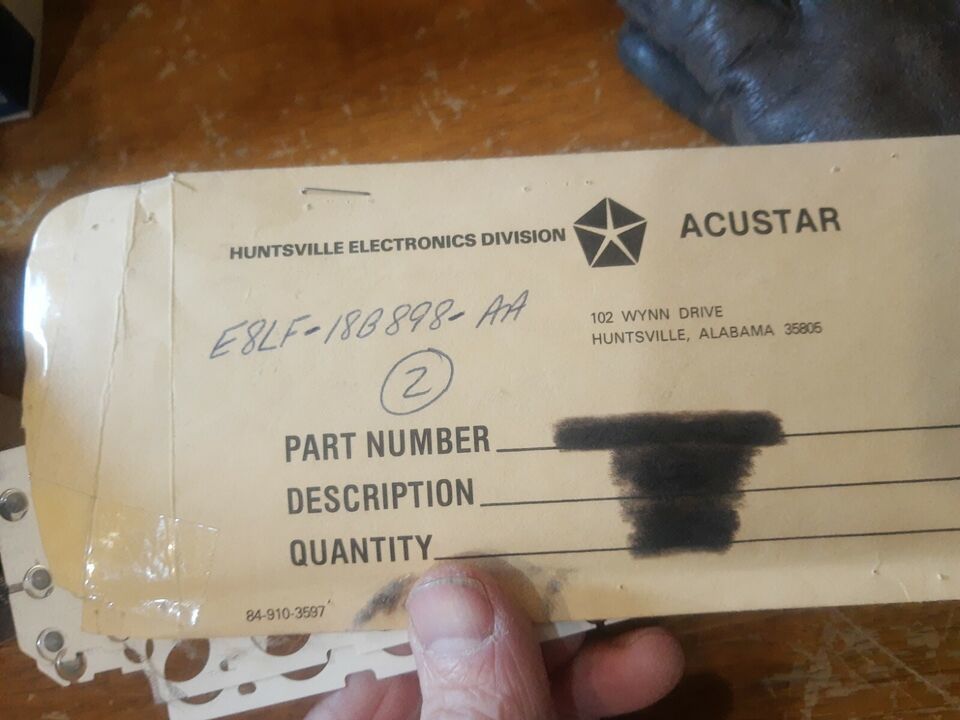 HUNTSVILLE ELECTRONICS DIVISION ACUSTAR
102 WYNN DRIVE
HUNTSVILLE, ALABAMA 35805
E8LF-18B898-AA
2
PART NUMBER
DESCRIPTION
QUANTITY
84-910-3597